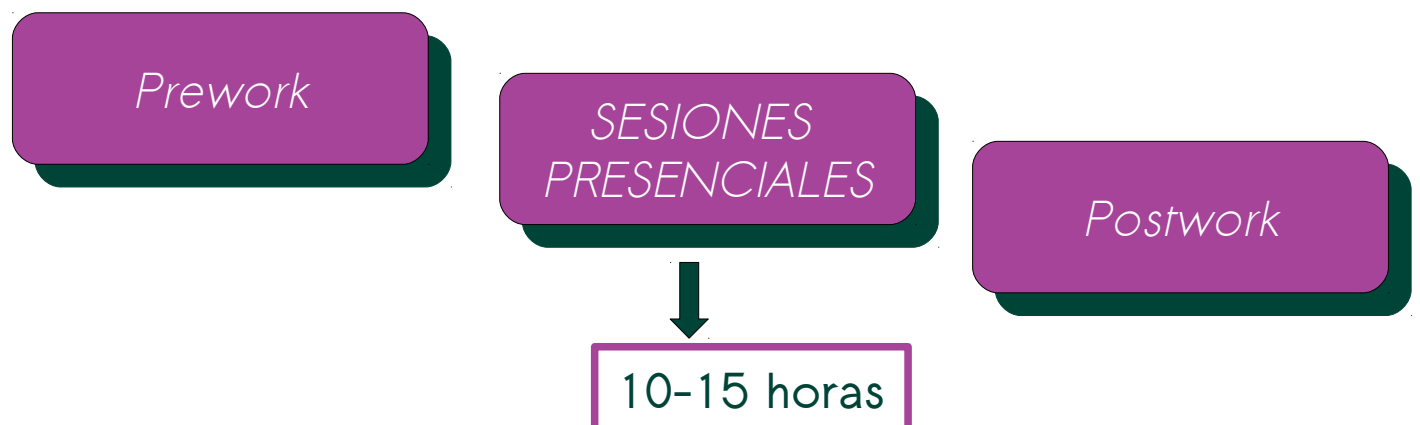 Prework
SESIONES
PRESENCIALES
Postwork
10-15 horas